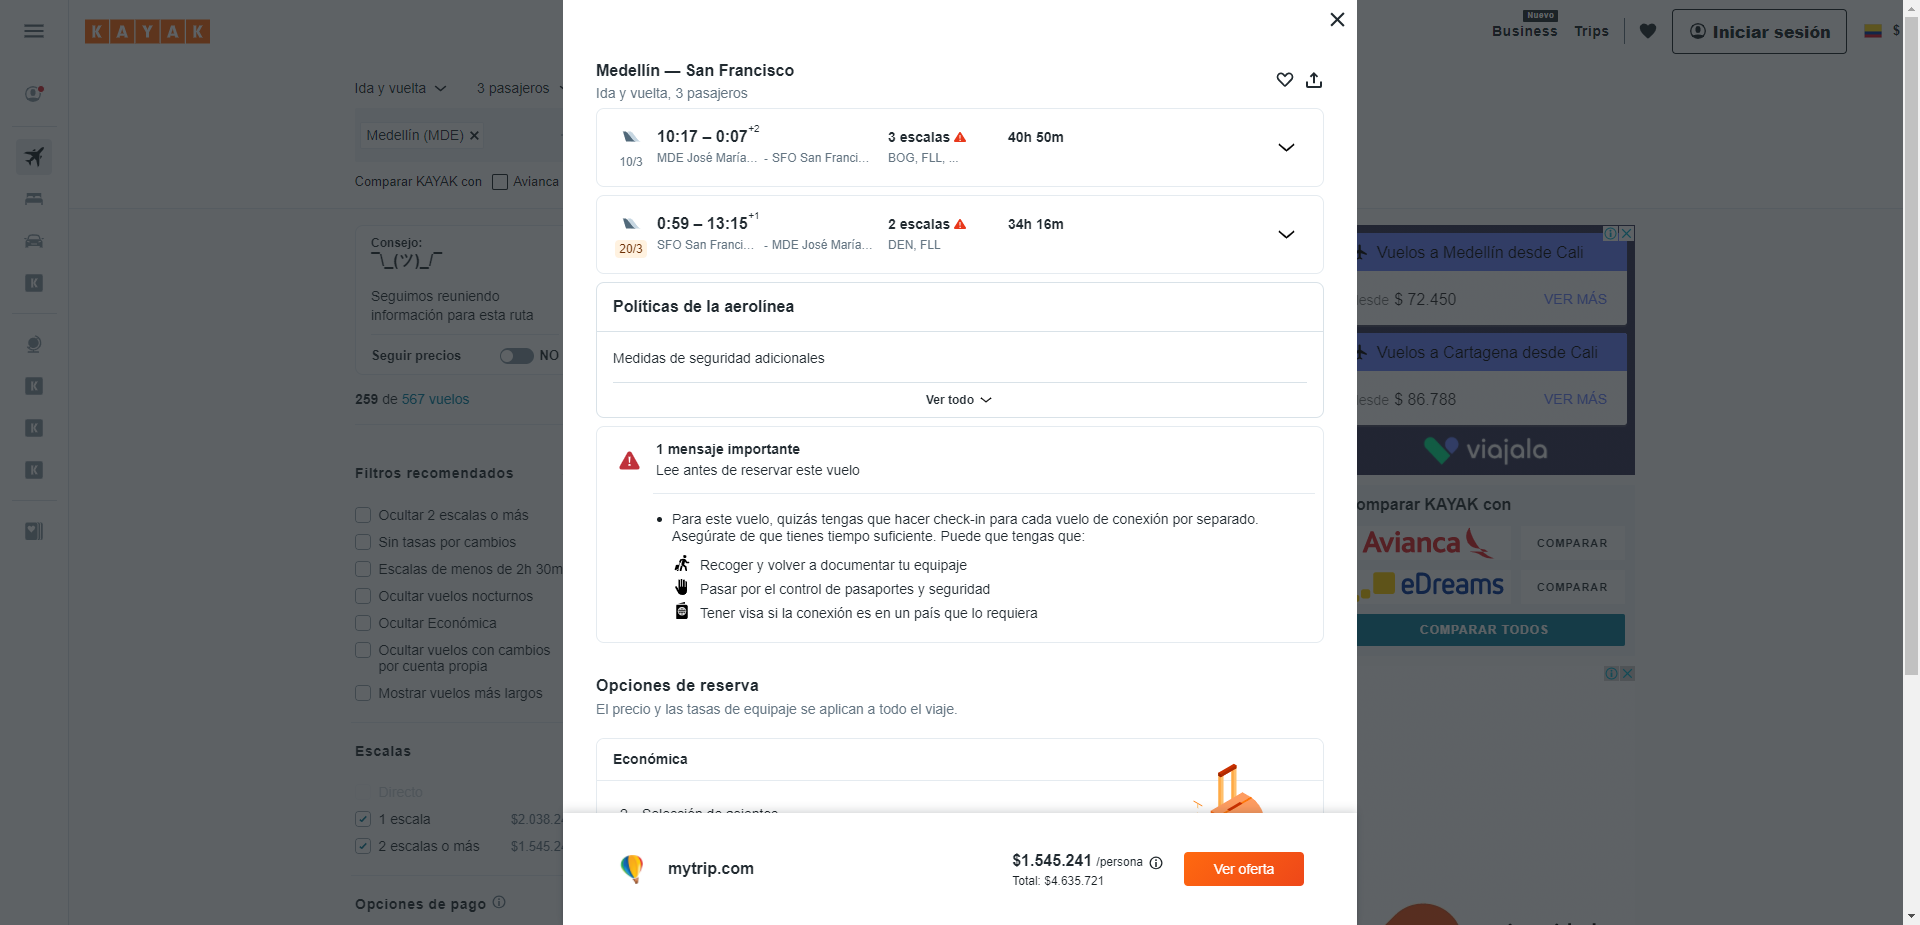 KAYAK
Nuevo
Business
Trips
Iniciar sesión
$
Ida y vuelta
3 pasajeros
Medellín (MDE)
Comparar KAYAK con
Avianca
Consejo:
¯\_(ツ)_/¯
Seguimos reuniendo
información para esta ruta
Seguir precios
NO
259 de 567 vuelos
Filtros recomendados
Ocultar 2 escalas o más
Sin tasas por cambios
Escalas de menos de 2h 30m
Ocultar vuelos nocturnos
Ocultar Económica
Ocultar vuelos con cambios
por cuenta propia
Mostrar vuelos más largos
Escalas
Directo
1 escala
$2.038.24
2 escalas o más
$1.545.24
Opciones de pago
Medellín — San Francisco
Ida y vuelta, 3 pasajeros
10:17 – 0:07+2
3 escalas
40h 50m
10/3
MDE José María... - SFO San Franci...
BOG, FLL, ...
0:59 – 13:15+1
2 escalas
34h 16m
20/3
SFO San Franci... - MDE José María...
DEN, FLL
Políticas de la aerolínea
Medidas de seguridad adicionales
Ver todo
1 mensaje importante
Lee antes de reservar este vuelo
Para este vuelo, quizás tengas que hacer check-in para cada vuelo de conexión por separado.
Asegúrate de que tienes tiempo suficiente. Puede que tengas que:
Recoger y volver a documentar tu equipaje
Pasar por el control de pasaportes y seguridad
Tener visa si la conexión es en un país que lo requiera
Opciones de reserva
El precio y las tasas de equipaje se aplican a todo el viaje.
Económica
Selección de asientos
mytrip.com
$1.545.241 /persona
Total: $4.635.721
Ver oferta
Vuelos a Medellín desde Cali
esde $ 72.450
VER MÁS
Vuelos a Cartagena desde Cali
esde $ 86.788
VER MÁS
viajala
omparar KAYAK con
Avianca
COMPARAR
eDreams
COMPARAR
COMPARAR TODOS